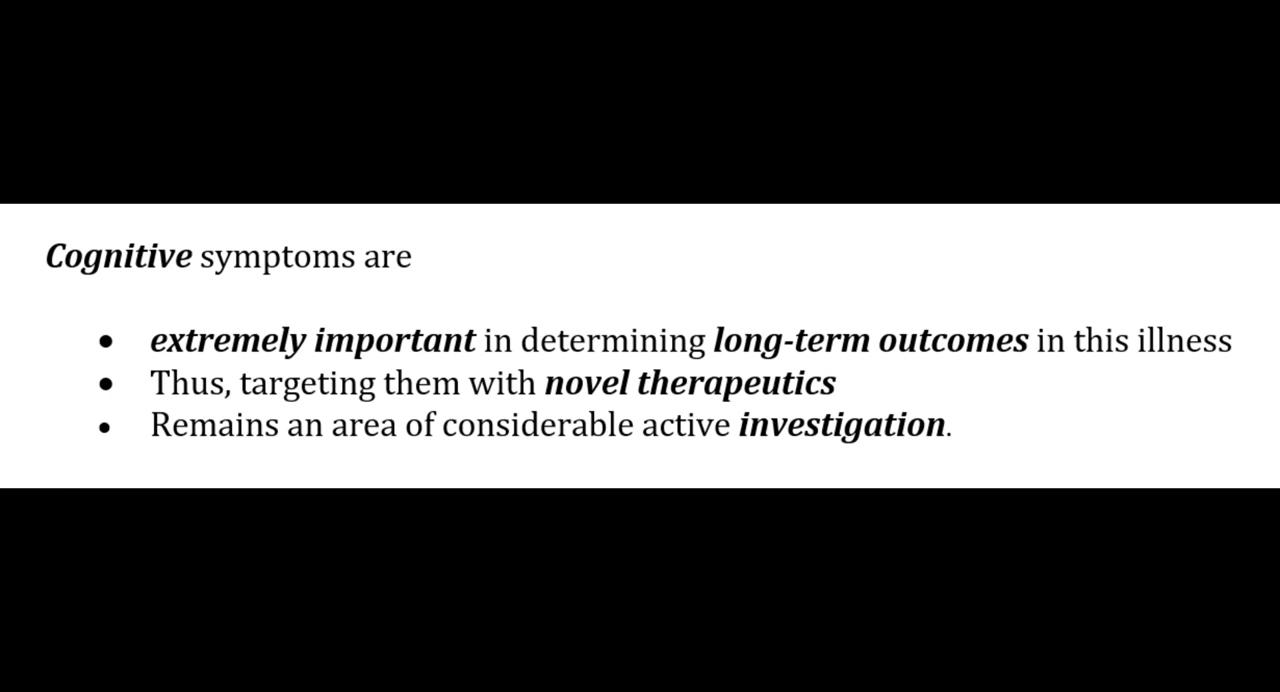 Cognitive symptoms are
• extremely important in determining long-term outcomes in this illness
• Thus, targeting them with novel therapeutics
• Remains an area of considerable active investigation.